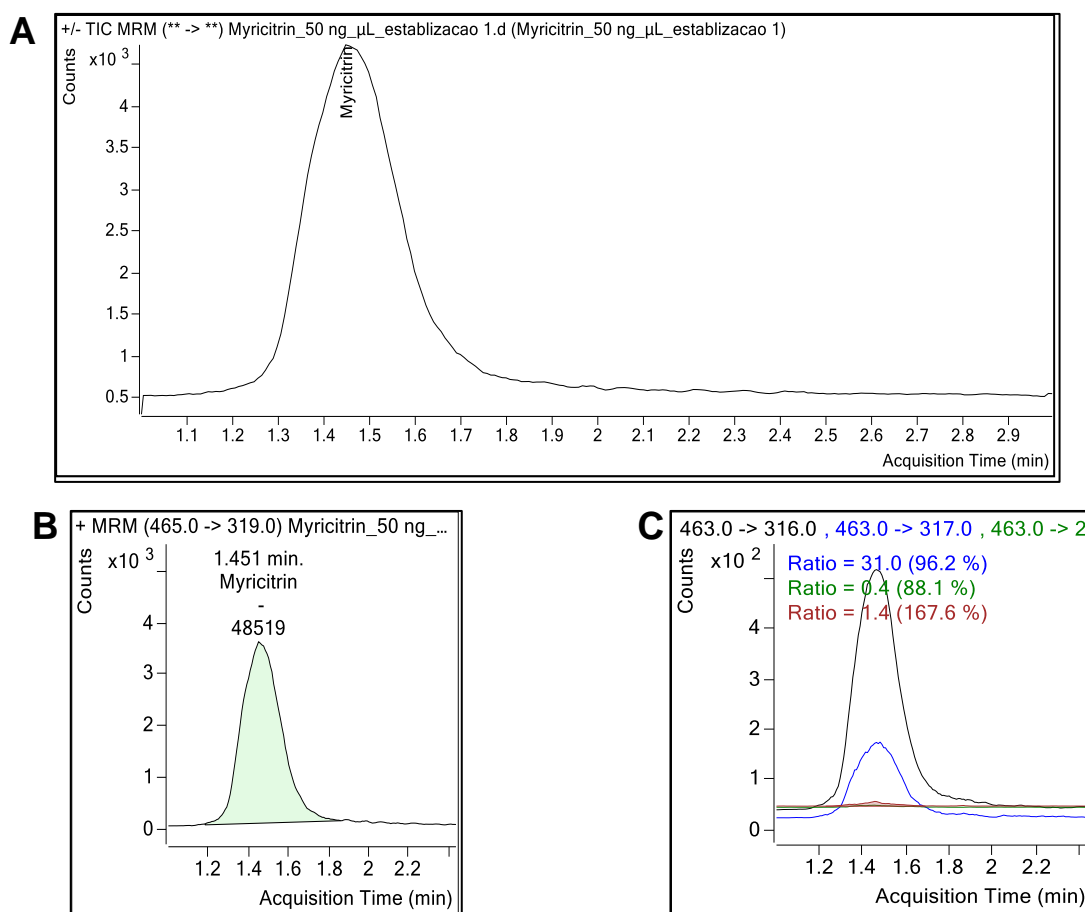 A
+/- TIC MRM (** -> **) Myricitrin_50 ng_µL_establizacao 1.d (Myricitrin_50 ng_µL_establizacao 1)
Counts
x10 3
Myricitrin
4
3.5
3
2.5
2
1.5
1
0.5
1.1 1.2 1.3 1.4 1.5 1.6 1.7 1.8 1.9 2 2.1 2.2 2.3 2.4 2.5 2.6 2.7 2.8 2.9
Acquisition Time (min)
B
+ MRM (465.0 -> 319.0) Myricitrin_50 ng_...
Counts
x10 3
1.451 min.
Myricitrin
-
48519
4
3
2
1
0
1.2 1.4 1.6 1.8 2 2.2
Acquisition Time (min)
C
463.0 -> 316.0 , 463.0 -> 317.0 , 463.0 -> 2
Counts
x10 2
Ratio = 31.0 (96.2 %)
Ratio = 0.4 (88.1 %)
Ratio = 1.4 (167.6 %)
4
3
2
1
0
1.2 1.4 1.6 1.8 2 2.2
Acquisition Time (min)